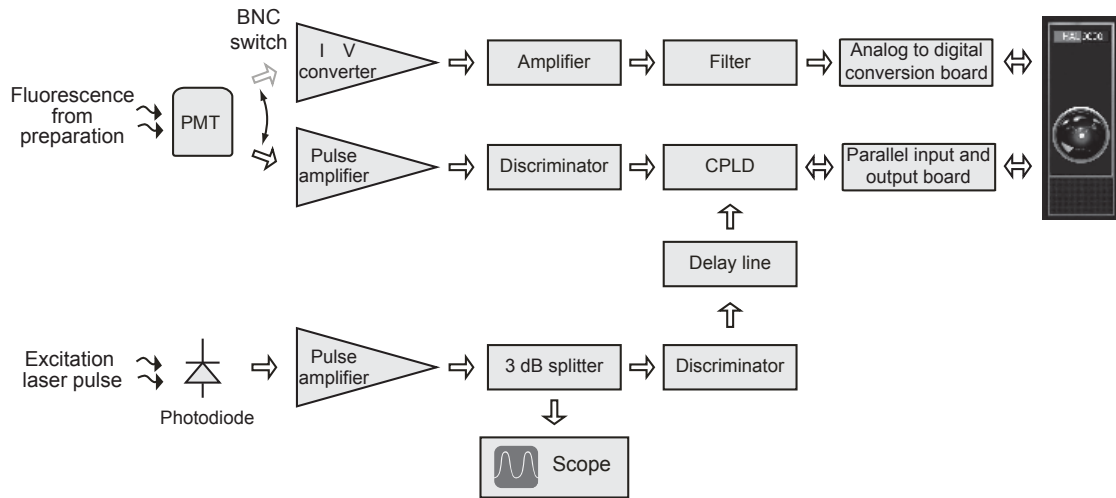 BNC
switch
I V
converter
Amplifier
Filter
Analog to digital
conversion board
Fluorescence
from
preparation
PMT
Pulse
amplifier
Discriminator
CPLD
Parallel input and
output board
Delay line
Excitation
laser pulse
Photodiode
Pulse
amplifier
3 dB splitter
Discriminator
Scope